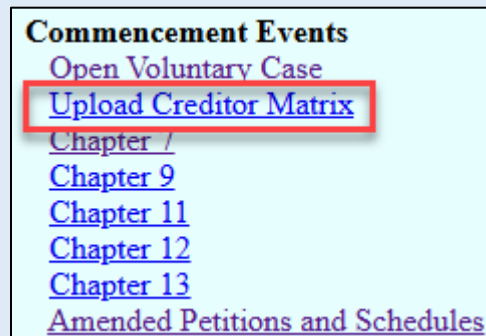 Commencement Events
Open Voluntary Case
Upload Creditor Matrix
Chapter 7
Chapter 9
Chapter 11
Chapter 12
Chapter 13
Amended Petitions and Schedules